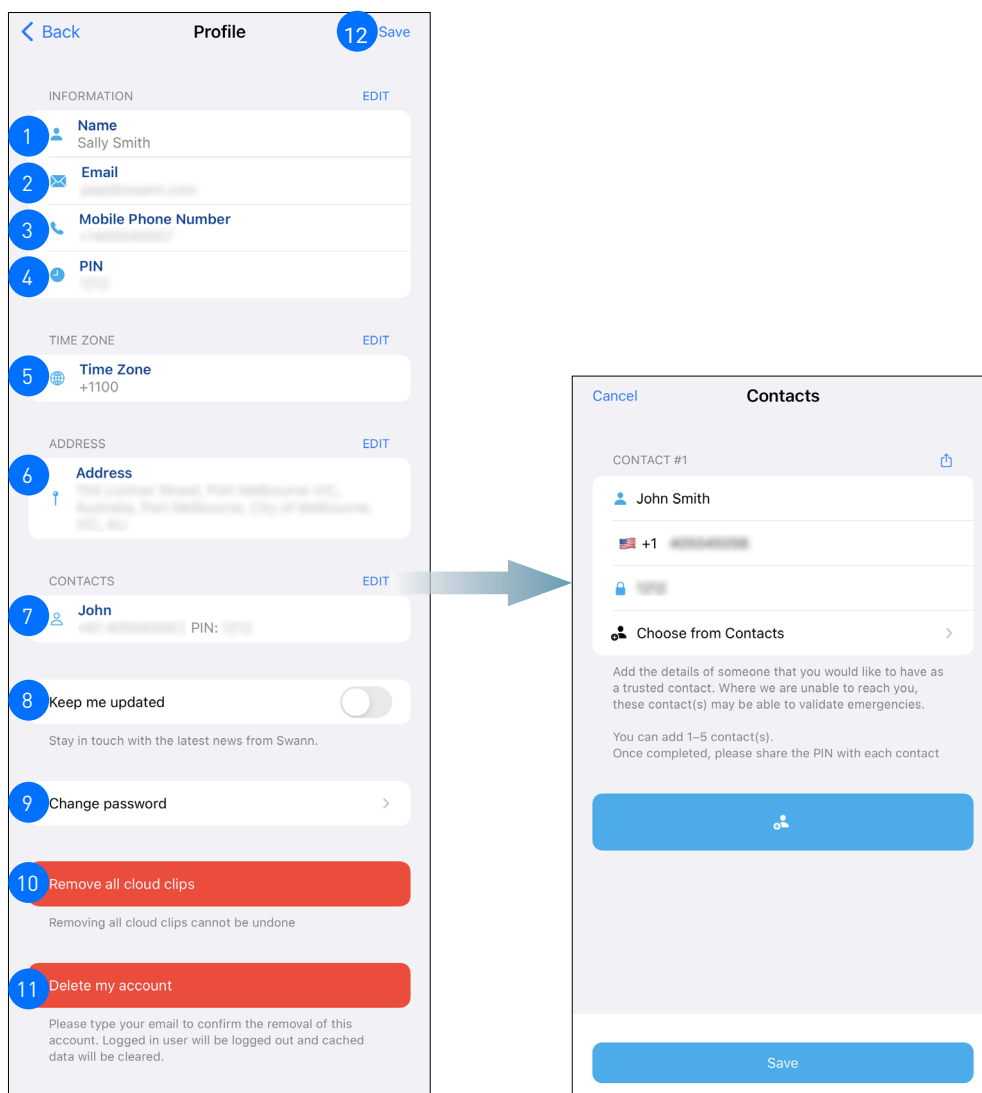 Back
Profile
12 Save
INFORMATION EDIT
1 Name
Sally Smith
2 Email
3 Mobile Phone Number
4 PIN
TIME ZONE EDIT
5 Time Zone
+1100
ADDRESS EDIT
6 Address
CONTACTS EDIT
7 John
PIN:
8 Keep me updated
Stay in touch with the latest news from Swann.
9 Change password
10 Remove all cloud clips
Removing all cloud clips cannot be undone
11 Delete my account
Please type your email to confirm the removal of this
account. Logged in user will be logged out and cached
data will be cleared.
Cancel Contacts
CONTACT #1
John Smith
+1
Choose from Contacts
Add the details of someone that you would like to have as
a trusted contact. Where we are unable to reach you,
these contact(s) may be able to validate emergencies.
You can add 1–5 contact(s).
Once completed, please share the PIN with each contact
Save